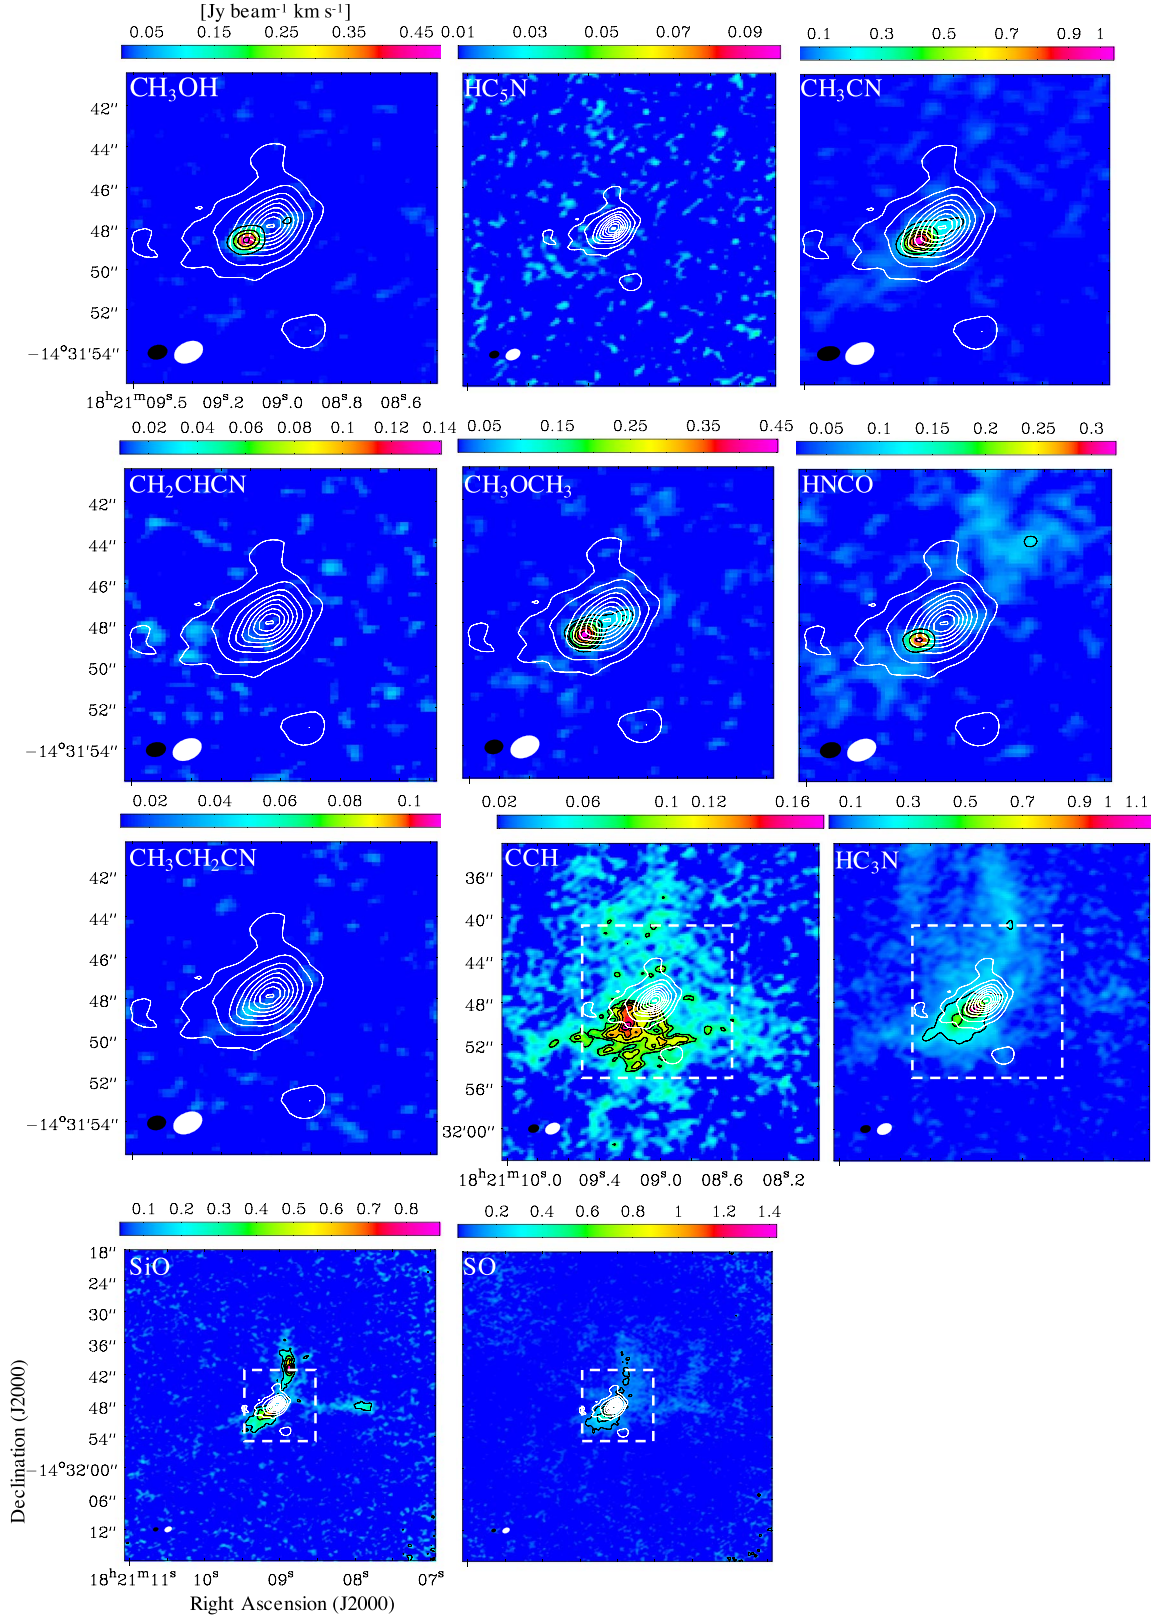 [Jy beam⁻¹ km s⁻¹]
0.05 0.15 0.25 0.35 0.45
0.01 0.03 0.05 0.07 0.09
0.1 0.3 0.5 0.7 0.9 1
CH₃OH
HC₅N
CH₃CN
42''
44''
46''
48''
50''
52''
−14°31'54''
18ʰ21ᵐ09ˢ.5 09ˢ.2 09ˢ.0 08ˢ.8 08ˢ.6
0.02 0.04 0.06 0.08 0.1 0.12 0.14
0.05 0.15 0.25 0.35 0.45
0.05 0.1 0.15 0.2 0.25 0.3
CH₂CHCN
CH₃OCH₃
HNCO
42''
44''
46''
48''
50''
52''
−14°31'54''
0.02 0.04 0.06 0.08 0.1
0.02 0.06 0.1 0.12 0.16
0.1 0.3 0.5 0.7 0.9 1 1.1
CH₃CH₂CN
CCH
HC₃N
42''
44''
46''
48''
50''
52''
−14°31'54''
36''
40''
44''
48''
52''
56''
32'00''
18ʰ21ᵐ10ˢ.0 09ˢ.4 09ˢ.0 08ˢ.6 08ˢ.2
0.1 0.2 0.3 0.4 0.5 0.6 0.7 0.8
0.2 0.4 0.6 0.8 1 1.2 1.4
SiO
SO
18''
24''
30''
36''
42''
48''
54''
−14°32'00''
06''
12''
18ʰ21ᵐ11ˢ 10ˢ 09ˢ 08ˢ 07ˢ
Declination (J2000)
Right Ascension (J2000)